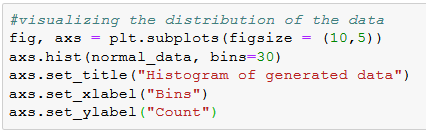 #visualizing the distribution of the data
fig, axs = plt.subplots(figsize = (10,5))
axs.hist(normal_data, bins=30)
axs.set_title("Histogram of generated data")
axs.set_xlabel("Bins")
axs.set_ylabel("Count")